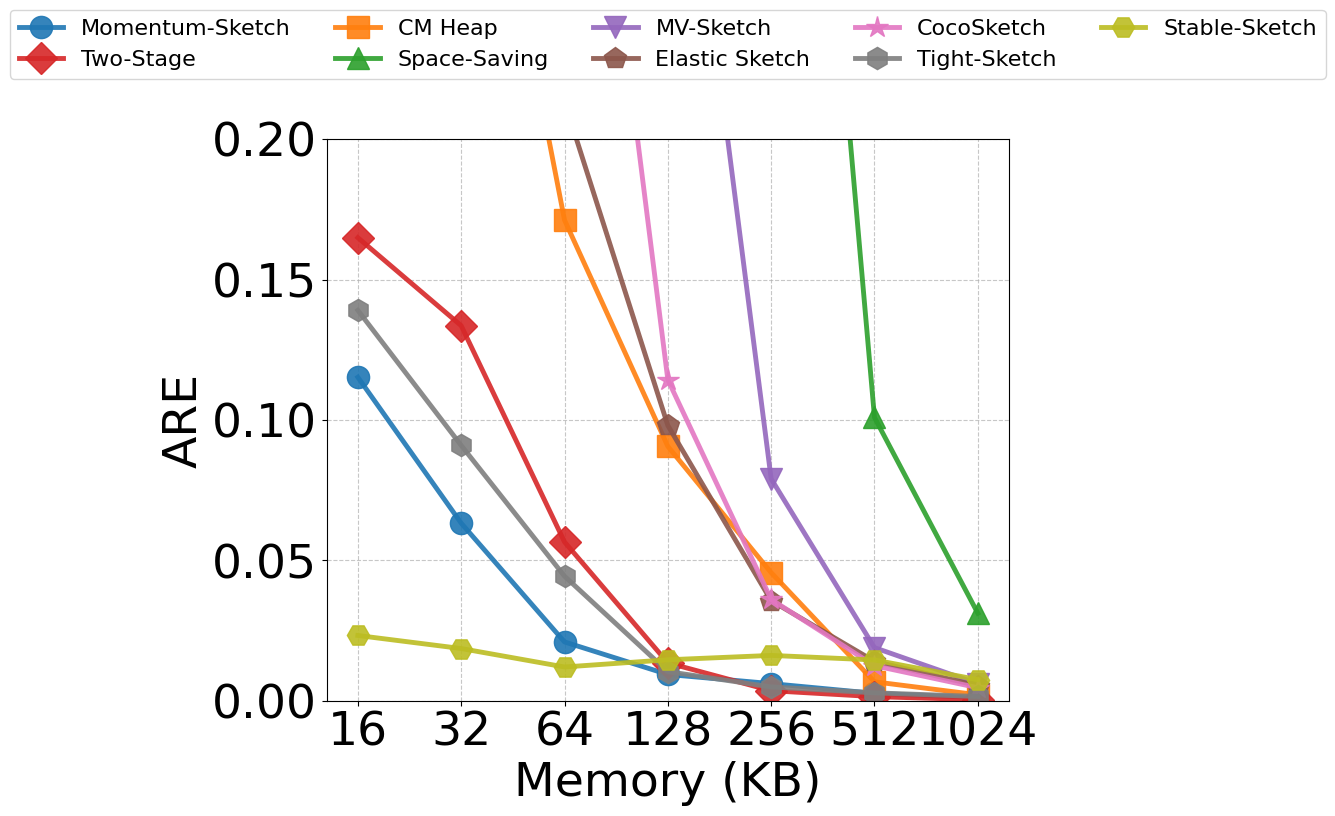 Momentum-Sketch CM Heap MV-Sketch CocoSketch Stable-Sketch
Two-Stage Space-Saving Elastic Sketch Tight-Sketch
0.20
0.15
0.10
0.05
0.00
ARE
16 32 64 128 256 512 1024
Memory (KB)